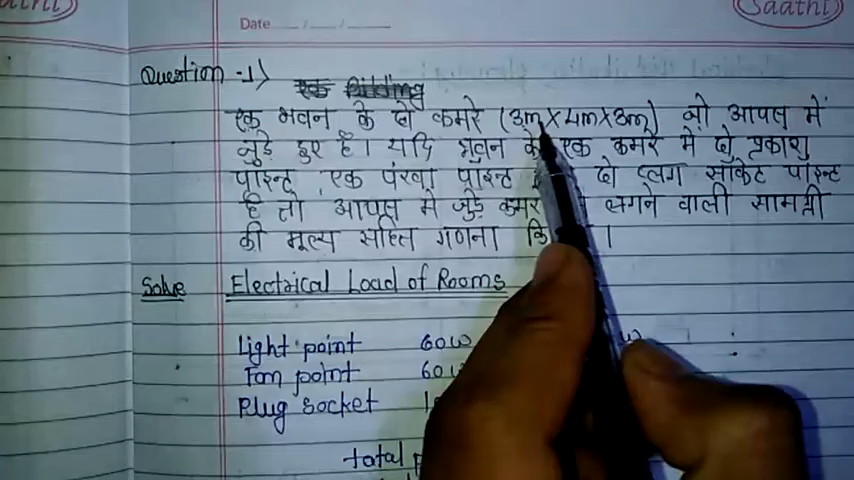 Saathi
Date
Question -1)
एक भवन के दो कमरे (3m×4m×3m) जो आपस में
जुड़े हुए हैं। यदि भवन के एक कमरे में दो प्रकाश
पाइन्ट, एक पंखा पाइन्ट दो प्लग सॉकेट पाइन्ट
है तो आपस में जुड़े लगने वाली सामग्री
की मूल्य सहित गणना ।
Solve Electrical Load of Rooms
Light point 60W
Fan point 60
Plug socket
total